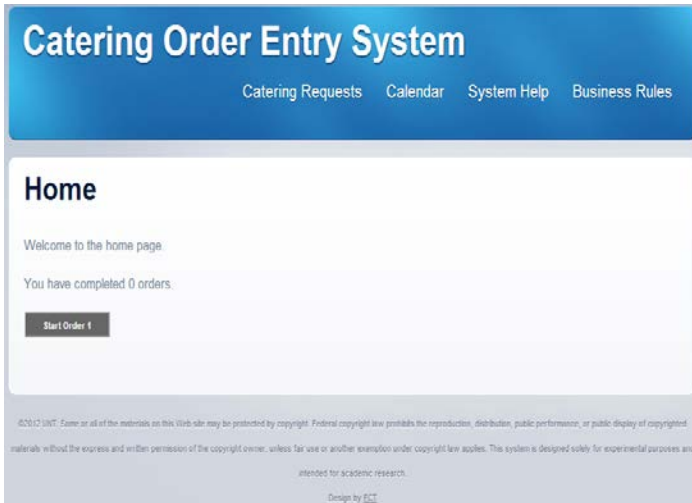 Catering Order Entry System
Catering Requests Calendar System Help Business Rules
Home
Welcome to the home page.
You have completed 0 orders.
Start Order 1
©2012 UNT. Some or all of the materials on this Web site may be protected by copyright. Federal copyright law prohibits the reproduction, distribution, public performance, or public display of copyrighted
materials without the express and written permission of the copyright owner, unless fair use or another exemption under copyright law applies. This system is designed solely for experimental purposes and
intended for academic research.
Design by FCT